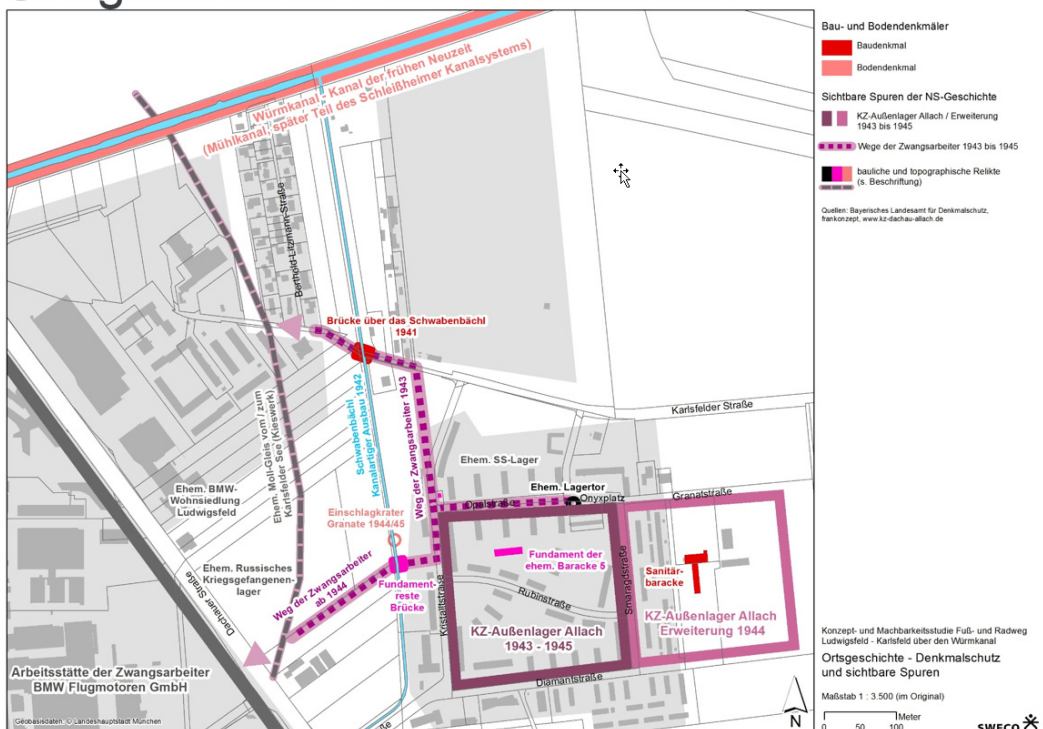 Würmkanal - Kanal der frühen Neuzeit
(Mühlkanal, später Teil des Schleißheimer Kanalsystems)
Berthold-Litzmann-Straße
Brücke über das Schwabenbächl
1941
Schwabenbächl
Kanalartiger Ausbau 1942
Weg der Zwangsarbeiter 1943
Ehem. Moll-Gleis vom / zum
Karlsfelder See (Kieswerk)
Karlsfelder Straße
Ehem. SS-Lager
Ehem. Lagertor
Onyxplatz
Opalstraße
Granatstraße
Ehem. BMW-
Wohnsiedlung
Ludwigsfeld
Einschlagkrater
Granate 1944/45
Ehem. Russisches
Kriegsgefangenen-
lager
Weg der Zwangsarbeiter
ab 1944
Fundament-
reste
Brücke
Fundament der
ehem. Baracke 5
Sanitär-
baracke
Dachauer Straße
Kristallstraße
Rubinstraße
Smaragdstraße
KZ-Außenlager Allach
1943 - 1945
KZ-Außenlager Allach
Erweiterung 1944
Diamantstraße
Arbeitsstätte der Zwangsarbeiter
BMW Flugmotoren GmbH
Geobasisdaten: © Landeshauptstadt München
N
Bau- und Bodendenkmäler
Baudenkmal
Bodendenkmal
Sichtbare Spuren der NS-Geschichte
KZ-Außenlager Allach / Erweiterung
1943 bis 1945
Wege der Zwangsarbeiter 1943 bis 1945
bauliche und topographische Relikte
(s. Beschriftung)
Quellen: Bayerisches Landesamt für Denkmalschutz,
frankonzept, www.kz-dachau-allach.de
Konzept- und Machbarkeitsstudie Fuß- und Radweg
Ludwigsfeld - Karlsfeld über den Würmkanal
Ortsgeschichte - Denkmalschutz
und sichtbare Spuren
Maßstab 1 : 3.500 (im Original)
Meter
0 50 100
SWECO